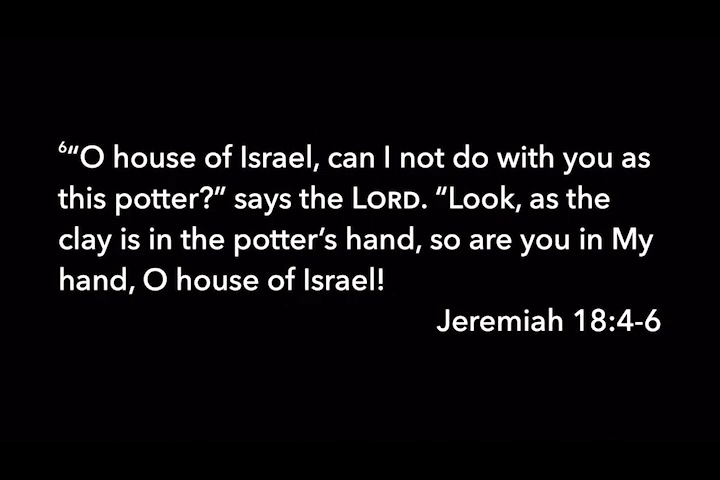 ⁶“O house of Israel, can I not do with you as
this potter?” says the LORD. “Look, as the
clay is in the potter’s hand, so are you in My
hand, O house of Israel!
Jeremiah 18:4-6